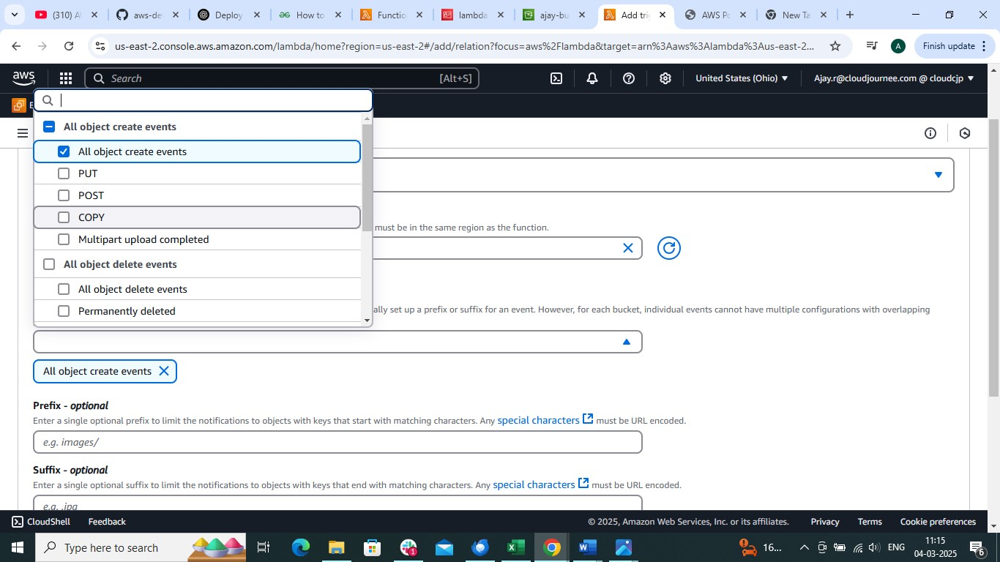 (310) A
aws-de
Deploy
How to
Functio
lambda
ajay-bu
Add tri
AWS Po
New Ta
us-east-2.console.aws.amazon.com/lambda/home?region=us-east-2#/add/relation?focus=aws%2Flambda&target=arn%3Aaws%3Alambda%3Aus-east-2...
A
Finish update
aws
Search
[Alt+S]
United States (Ohio)
Ajay.r@cloudjournee.com @ cloudcjp
All object create events
All object create events
PUT
POST
COPY
must be in the same region as the function.
Multipart upload completed
All object delete events
All object delete events
ally set up a prefix or suffix for an event. However, for each bucket, individual events cannot have multiple configurations with overlapping
Permanently deleted
All object create events
Prefix - optional
Enter a single optional prefix to limit the notifications to objects with keys that start with matching characters. Any special characters must be URL encoded.
e.g. images/
Suffix - optional
Enter a single optional suffix to limit the notifications to objects with keys that end with matching characters. Any special characters must be URL encoded.
e.g. .jpg
CloudShell
Feedback
© 2025, Amazon Web Services, Inc. or its affiliates.
Privacy
Terms
Cookie preferences
Type here to search
1
16...
ENG
11:15
04-03-2025
6